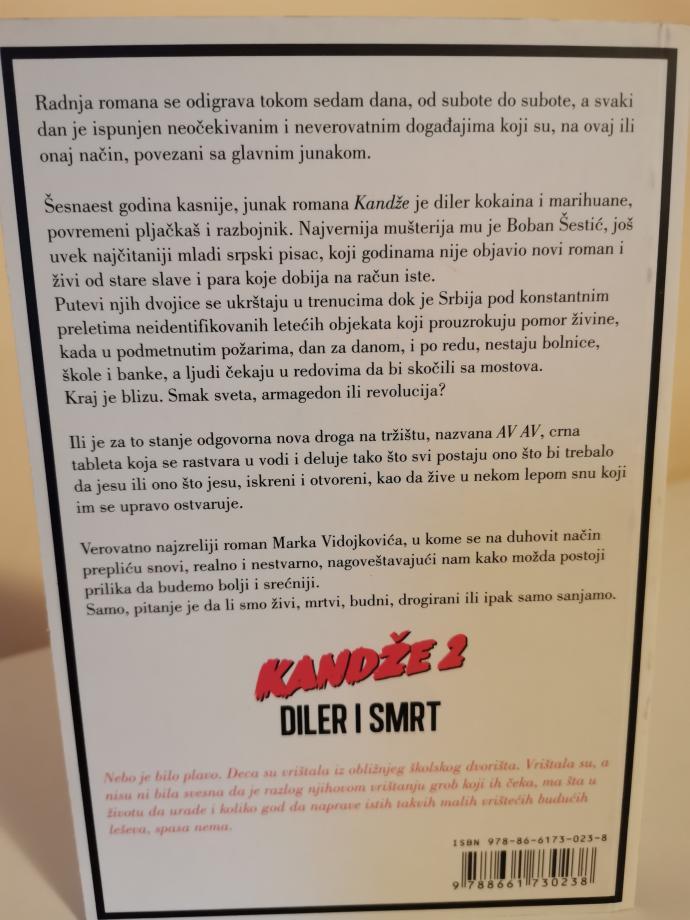 Radnja romana se odigrava tokom sedam dana, od subote do subote, a svaki
dan je ispunjen neočekivanim i neverovatnim događajima koji su, na ovaj ili
onaj način, povezani sa glavnim junakom.
Šesnaest godina kasnije, junak romana Kandže je diler kokaina i marihuane,
povremeni pljačkaš i razbojnik. Najvernija mušterija mu je Boban Šestić, još
uvek najčitaniji mladi srpski pisac, koji godinama nije objavio novi roman i
živi od stare slave i para koje dobija na račun iste.
Putevi njih dvojice se ukrštaju u trenucima dok je Srbija pod konstantnim
preletima neidentifikovanih letećih objekata koji prouzrokuju pomor živine,
kada u podmetnutim požarima, dan za danom, i po redu, nestaju bolnice,
škole i banke, a ljudi čekaju u redovima da bi skočili sa mostova.
Kraj je blizu. Smak sveta, armagedon ili revolucija?
Ili je za to stanje odgovorna nova droga na tržištu, nazvana AV AV, crna
tableta koja se rastvara u vodi i deluje tako što svi postaju ono što bi trebalo
da jesu ili ono što jesu, iskreni i otvoreni, kao da žive u nekom lepom snu koji
im se upravo ostvaruje.
Verovatno najzreliji roman Marka Vidojkovića, u kome se na duhovit način
prepliću snovi, realno i nestvarno, nagoveštavajući nam kako možda postoji
prilika da budemo bolji i srećniji.
Samo, pitanje je da li smo živi, mrtvi, budni, drogirani ili ipak samo sanjamo.
KANDŽE 2
DILER I SMRT
Nebo je bilo plavo. Deca su vrištala iz obližnjeg školskog dvorišta. Vrištala su, a
nisu ni bila svesna da je razlog njihovom vrištanju grob koji ih čeka, ma šta u
životu da urade i koliko god da naprave istih takvih malih vrištećih budućih
leševa, spasa nema.
ISBN 978-86-6173-023-8
9 788661 730238